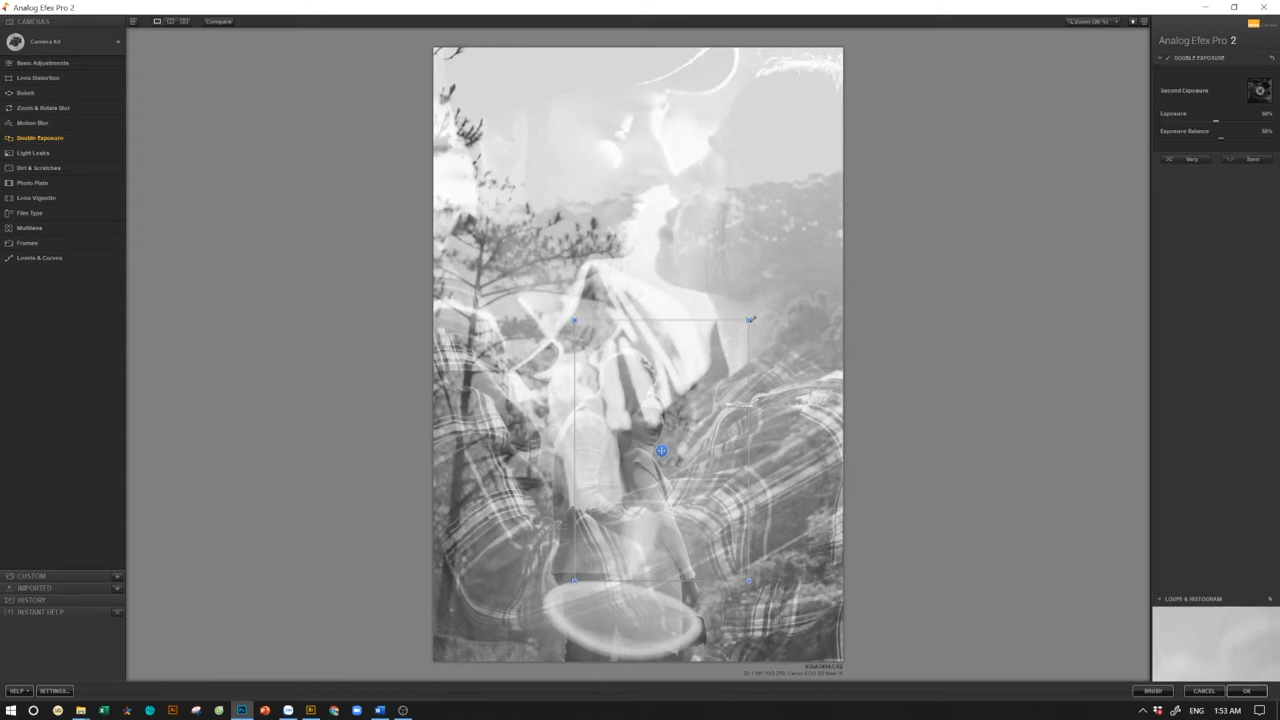 Analog Efex Pro 2
CAMERAS
Camera Kit
Basic Adjustments
Lens Distortion
Bokeh
Zoom & Rotate Blur
Motion Blur
Double Exposure
Light Leaks
Dirt & Scratches
Photo Plate
Lens Vignette
Film Type
Multilens
Frames
Levels & Curves
CUSTOM
IMPORTED
HISTORY
INSTANT HELP
HELP
SETTINGS...
Compare
Analog Efex Pro 2
DOUBLE EXPOSURE
Second Exposure
Exposure
Exposure Balance
Vary
Save
LOUPE & HISTOGRAM
BRUSH
CANCEL
OK
ENG
1:53 AM